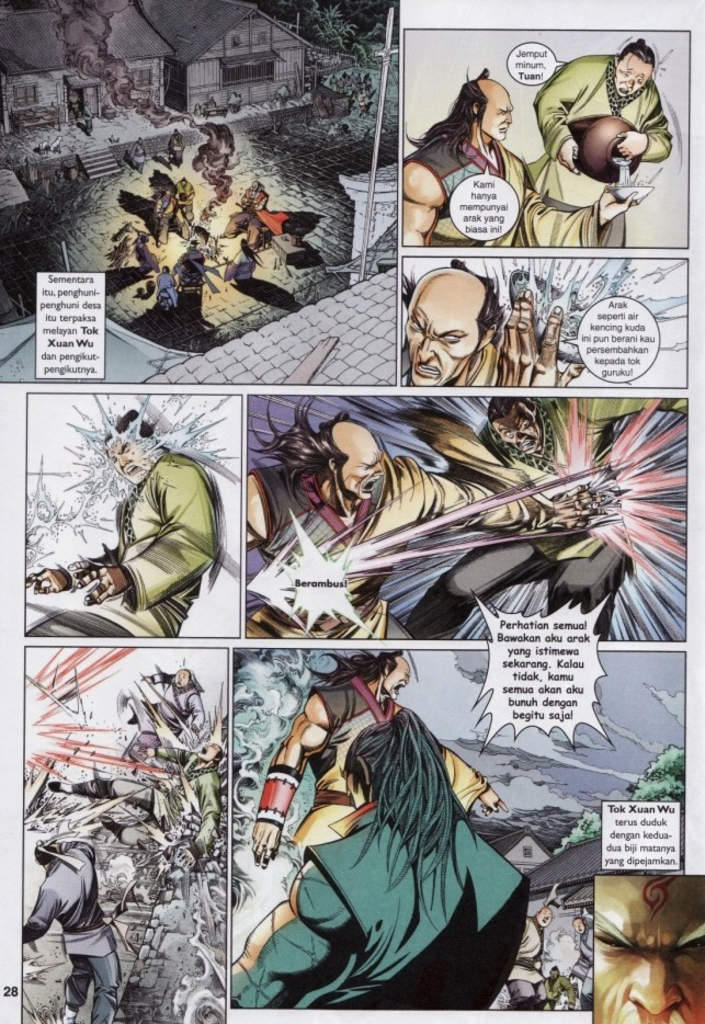 Sementara
itu, penghuni-
penghuni desa
itu terpaksa
melayan Tok
Xuan Wu
dan pengikut-
pengikutnya.
Jemput
minum,
Tuan!
Kami
hanya
mempunyai
arak yang
biasa ini!
Arak
seperti air
kencing kuda
ini pun berani kau
persembahkan
kepada tok
guruku!
Berambus!
Perhatian semua!
Bawakan aku arak
yang istimewa
sekarang. Kalau
tidak, kamu
semua akan aku
bunuh dengan
begitu saja!
Tok Xuan Wu
terus duduk
dengan kedua-
dua biji matanya
yang dipejamkan.
28